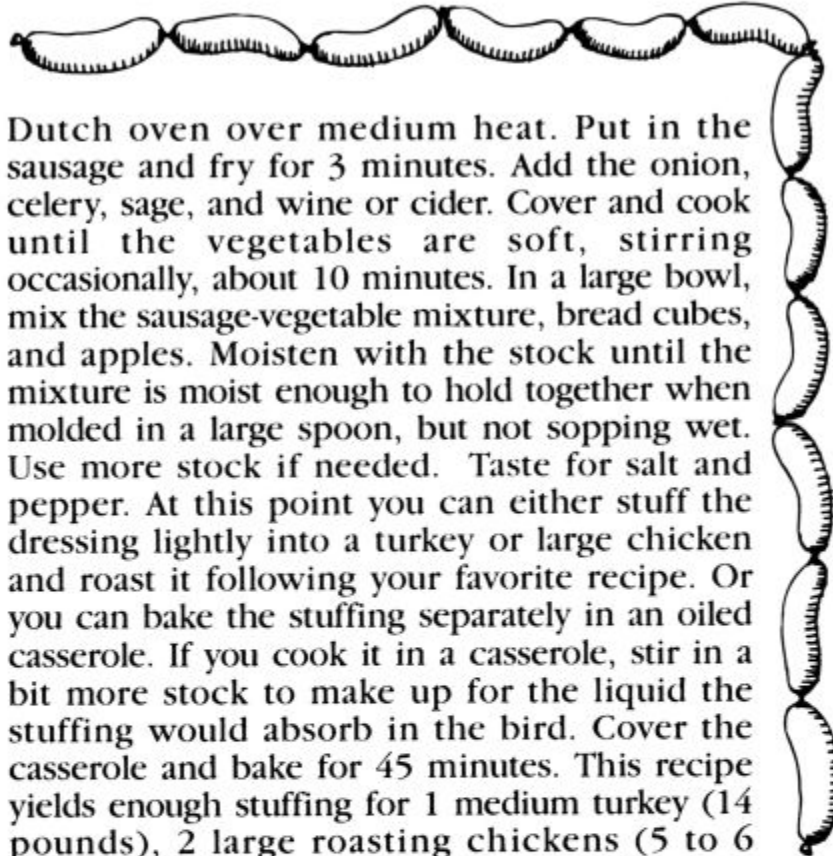 Dutch oven over medium heat. Put in the
sausage and fry for 3 minutes. Add the onion,
celery, sage, and wine or cider. Cover and cook
until the vegetables are soft, stirring
occasionally, about 10 minutes. In a large bowl,
mix the sausage-vegetable mixture, bread cubes,
and apples. Moisten with the stock until the
mixture is moist enough to hold together when
molded in a large spoon, but not sopping wet.
Use more stock if needed. Taste for salt and
pepper. At this point you can either stuff the
dressing lightly into a turkey or large chicken
and roast it following your favorite recipe. Or
you can bake the stuffing separately in an oiled
casserole. If you cook it in a casserole, stir in a
bit more stock to make up for the liquid the
stuffing would absorb in the bird. Cover the
casserole and bake for 45 minutes. This recipe
yields enough stuffing for 1 medium turkey (14
pounds), 2 large roasting chickens (5 to 6